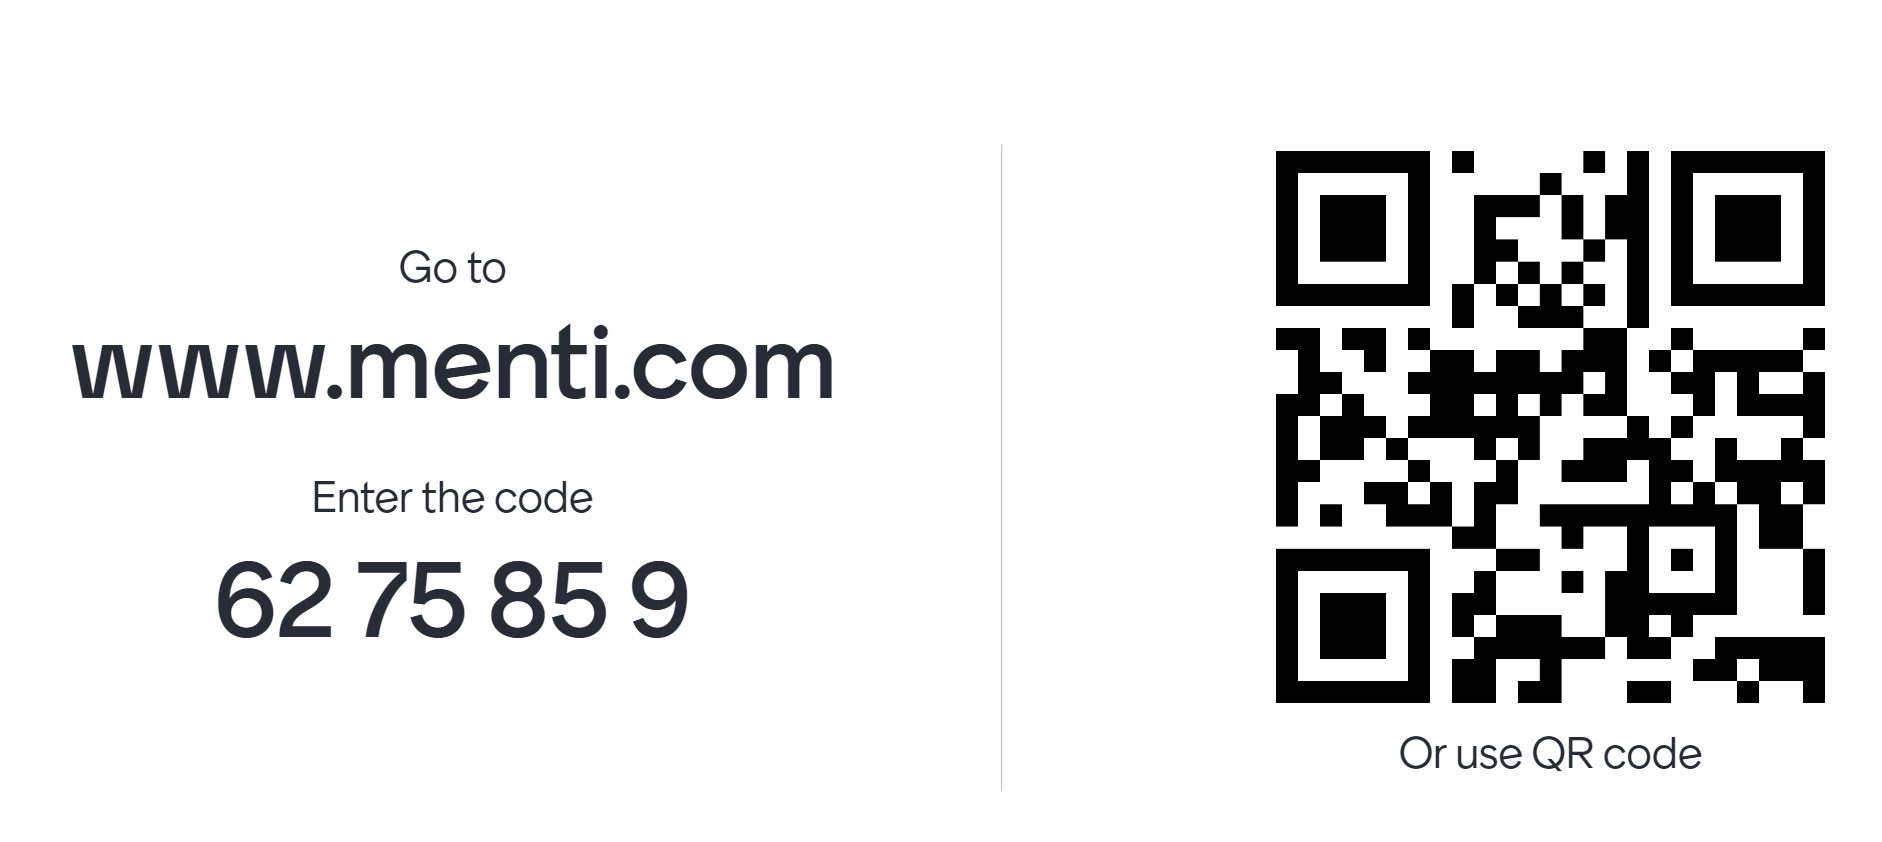 Go to
www.menti.com
Enter the code
62 75 85 9
Or use QR code